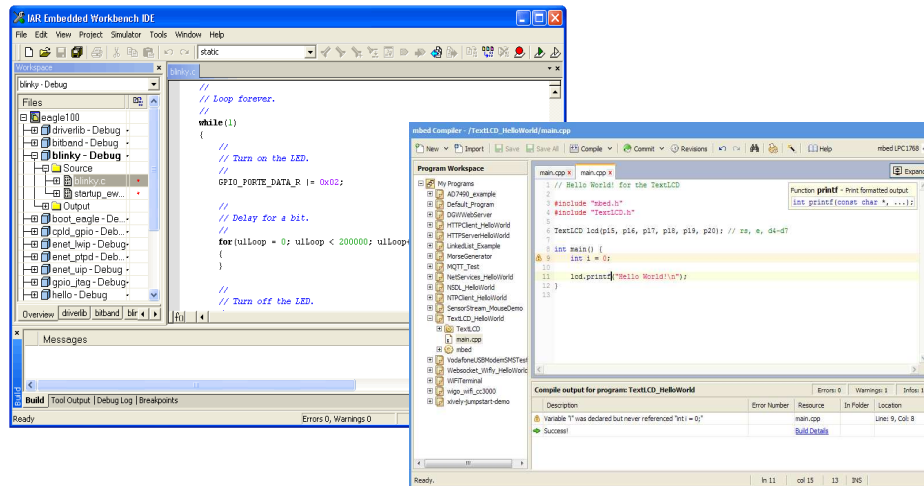 IAR Embedded Workbench IDE
File Edit View Project Simulator Tools Window Help
static
Workspace
blinky - Debug
Files
eagle100
driverlib - Debug
bitband - Debug
blinky - Debug
Source
blinky.c
startup_ew...
Output
boot_eagle - De...
cpld_gpio - Deb...
enet_lwip - Debug
enet_ptpd - Debug
enet_uip - Debug
gpio_jtag - Debug
hello - Debug
Overview driverlib bitband blir
blinky.c
//
// Loop forever.
//
while(1)
{
//
// Turn on the LED.
//
GPIO_PORTE_DATA_R |= 0x02;
//
// Delay for a bit.
//
for(ulLoop = 0; ulLoop < 200000; ulLoop+
{
}
//
// Turn off the LED.
f()
Messages
Build
Build Tool Output Debug Log Breakpoints
Ready
Errors 0, Warnings 0
mbed Compiler - /TextLCD_HelloWorld/main.cpp
New Import Save Save All Compile Commit Revisions Help mbed LPC1768
Program Workspace
My Programs
AD7490_example
Default_Program
DGWWebServer
HTTPClient_HelloWorld
HTTPServerHelloWorld
LinkedList_Example
MorseGenerator
MQTT_Test
NetServices_HelloWorld
NSDL_HelloWorld
NTPClient_HelloWorld
SensorStream_MouseDemo
TextLCD_HelloWorld
TextLCD
main.cpp
mbed
VodafoneUSBModemSMSTest
Websocket_Wifly_HelloWorld
WiFiTerminal
wigo_wifi_cc3000
xively-jumpstart-demo
main.cpp x main.cpp x Expand
1 // Hello World! for the TextLCD
2
3 #include "mbed.h"
4 #include "TextLCD.h"
5
6 TextLCD lcd(p15, p16, p17, p18, p19, p20); // rs, e, d4-d7
7
8 int main() {
9 int i = 0;
10
11 lcd.printf("Hello World!\n");
12 }
13
Function printf - Print formatted output
int printf(const char *, ...);
Compile output for program: TextLCD_HelloWorld Errors: 0 Warnings: 1 Infos: 1
Description Error Number Resource In Folder Location
Variable "i" was declared but never referenced "int i = 0;" main.cpp Line: 9, Col: 8
Success! Build Details
Ready.
ln 11 col 15 13 INS